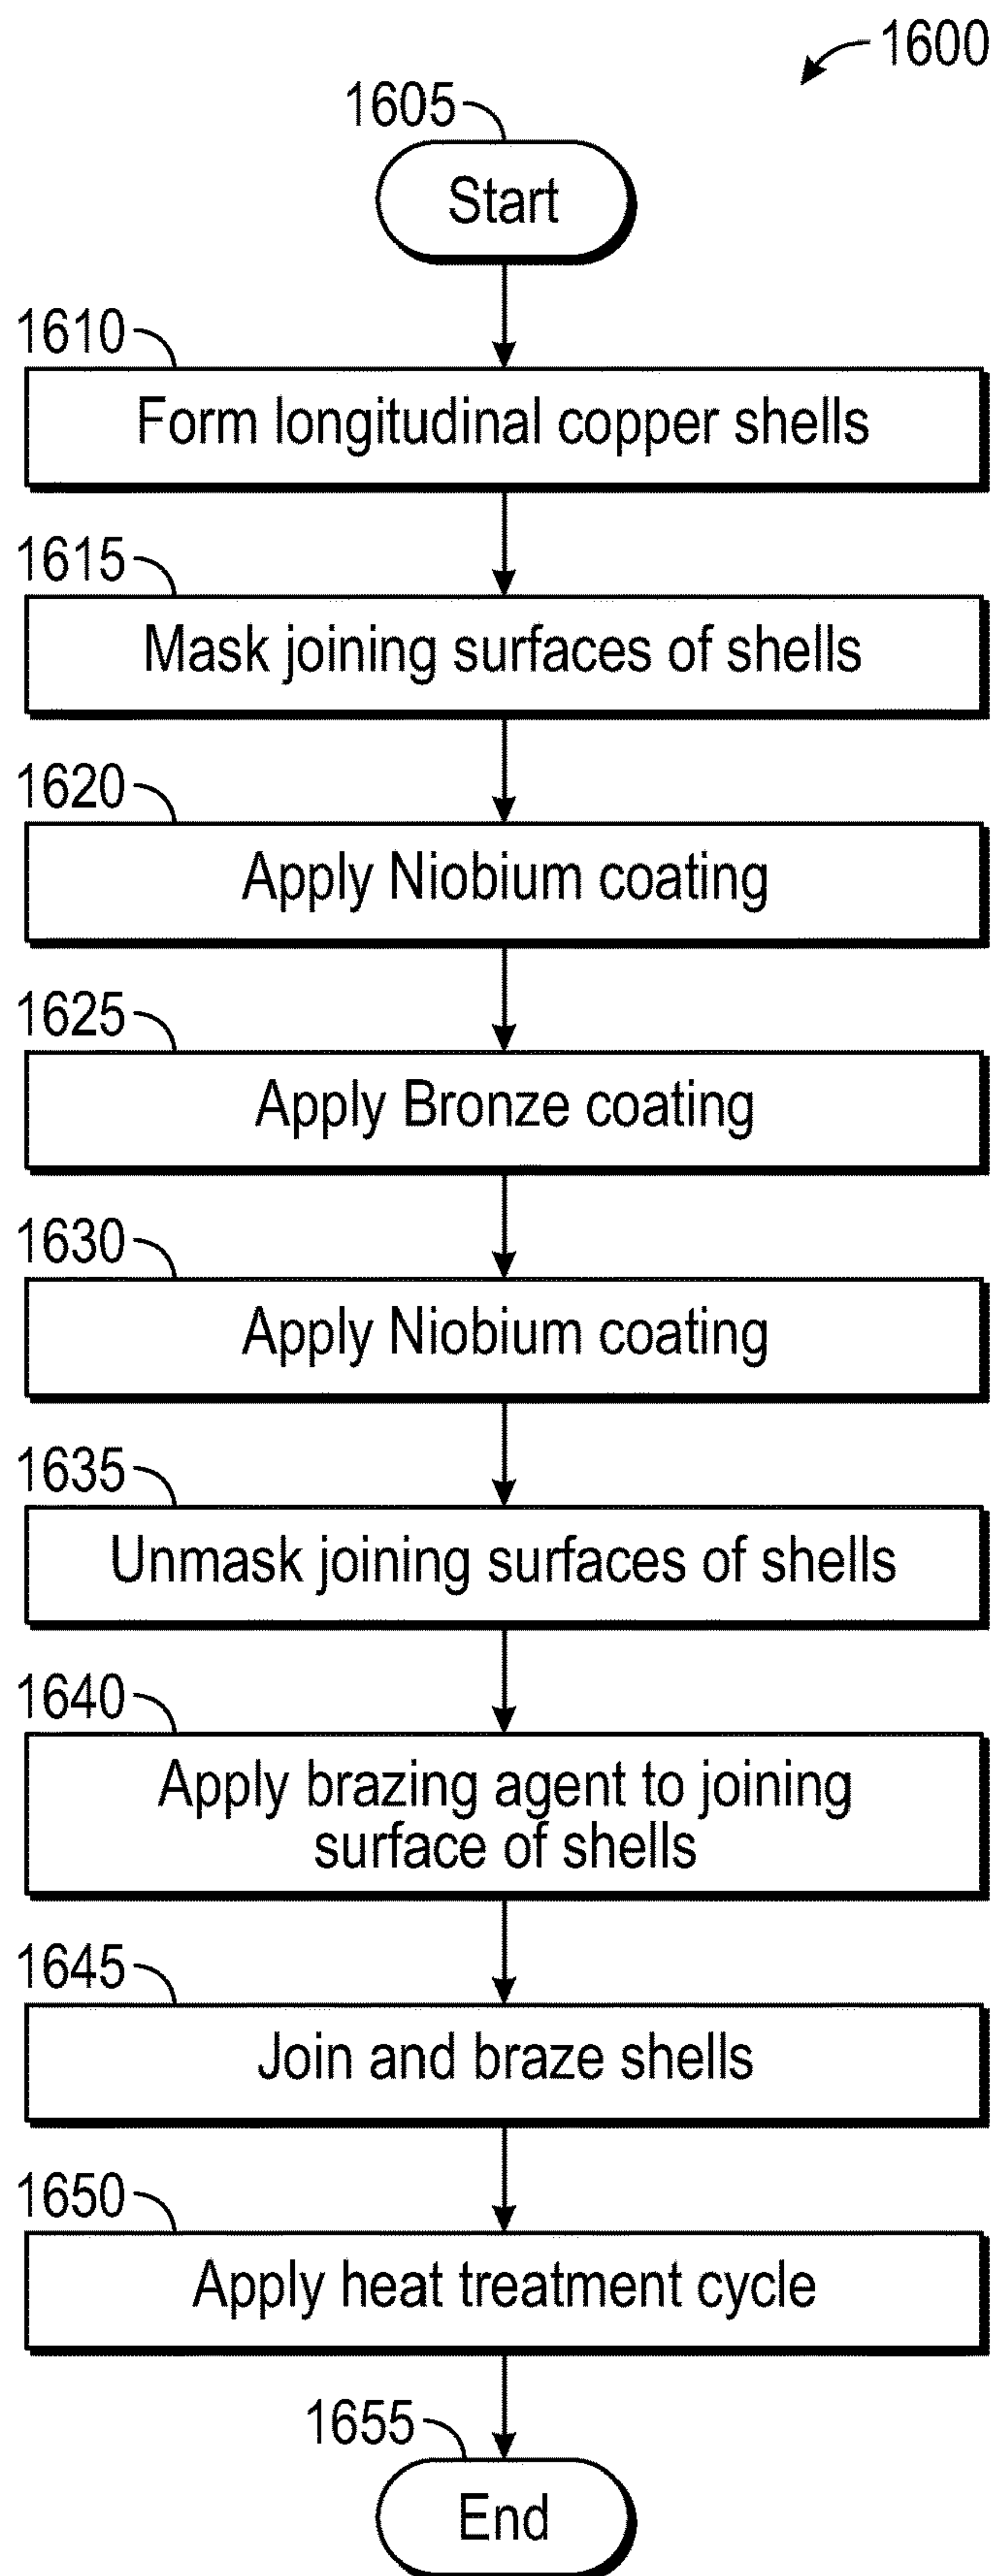 1600
1605
Start
1610
Form longitudinal copper shells
1615
Mask joining surfaces of shells
1620
Apply Niobium coating
1625
Apply Bronze coating
1630
Apply Niobium coating
1635
Unmask joining surfaces of shells
1640
Apply brazing agent to joining
surface of shells
1645
Join and braze shells
1650
Apply heat treatment cycle
1655
End